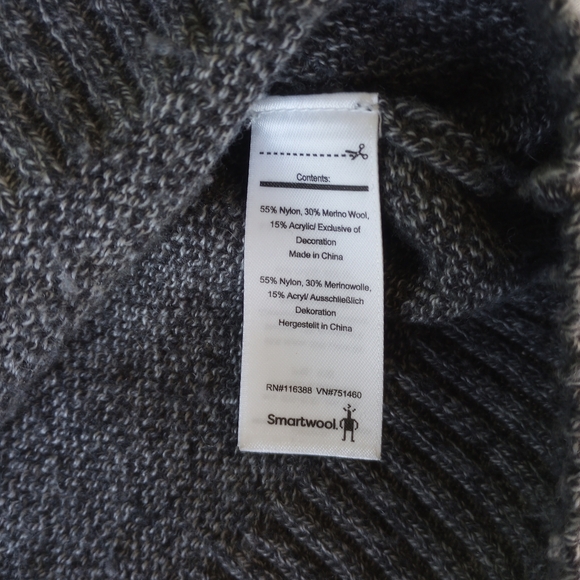 Contents:
55% Nylon, 30% Merino Wool,
15% Acrylic/ Exclusive of
Decoration
Made in China
55% Nylon, 30% Merinowolle,
15% Acryl/ Ausschließlich
Dekoration
Hergestellt in China
RN#116388 VN#751460
Smartwool.